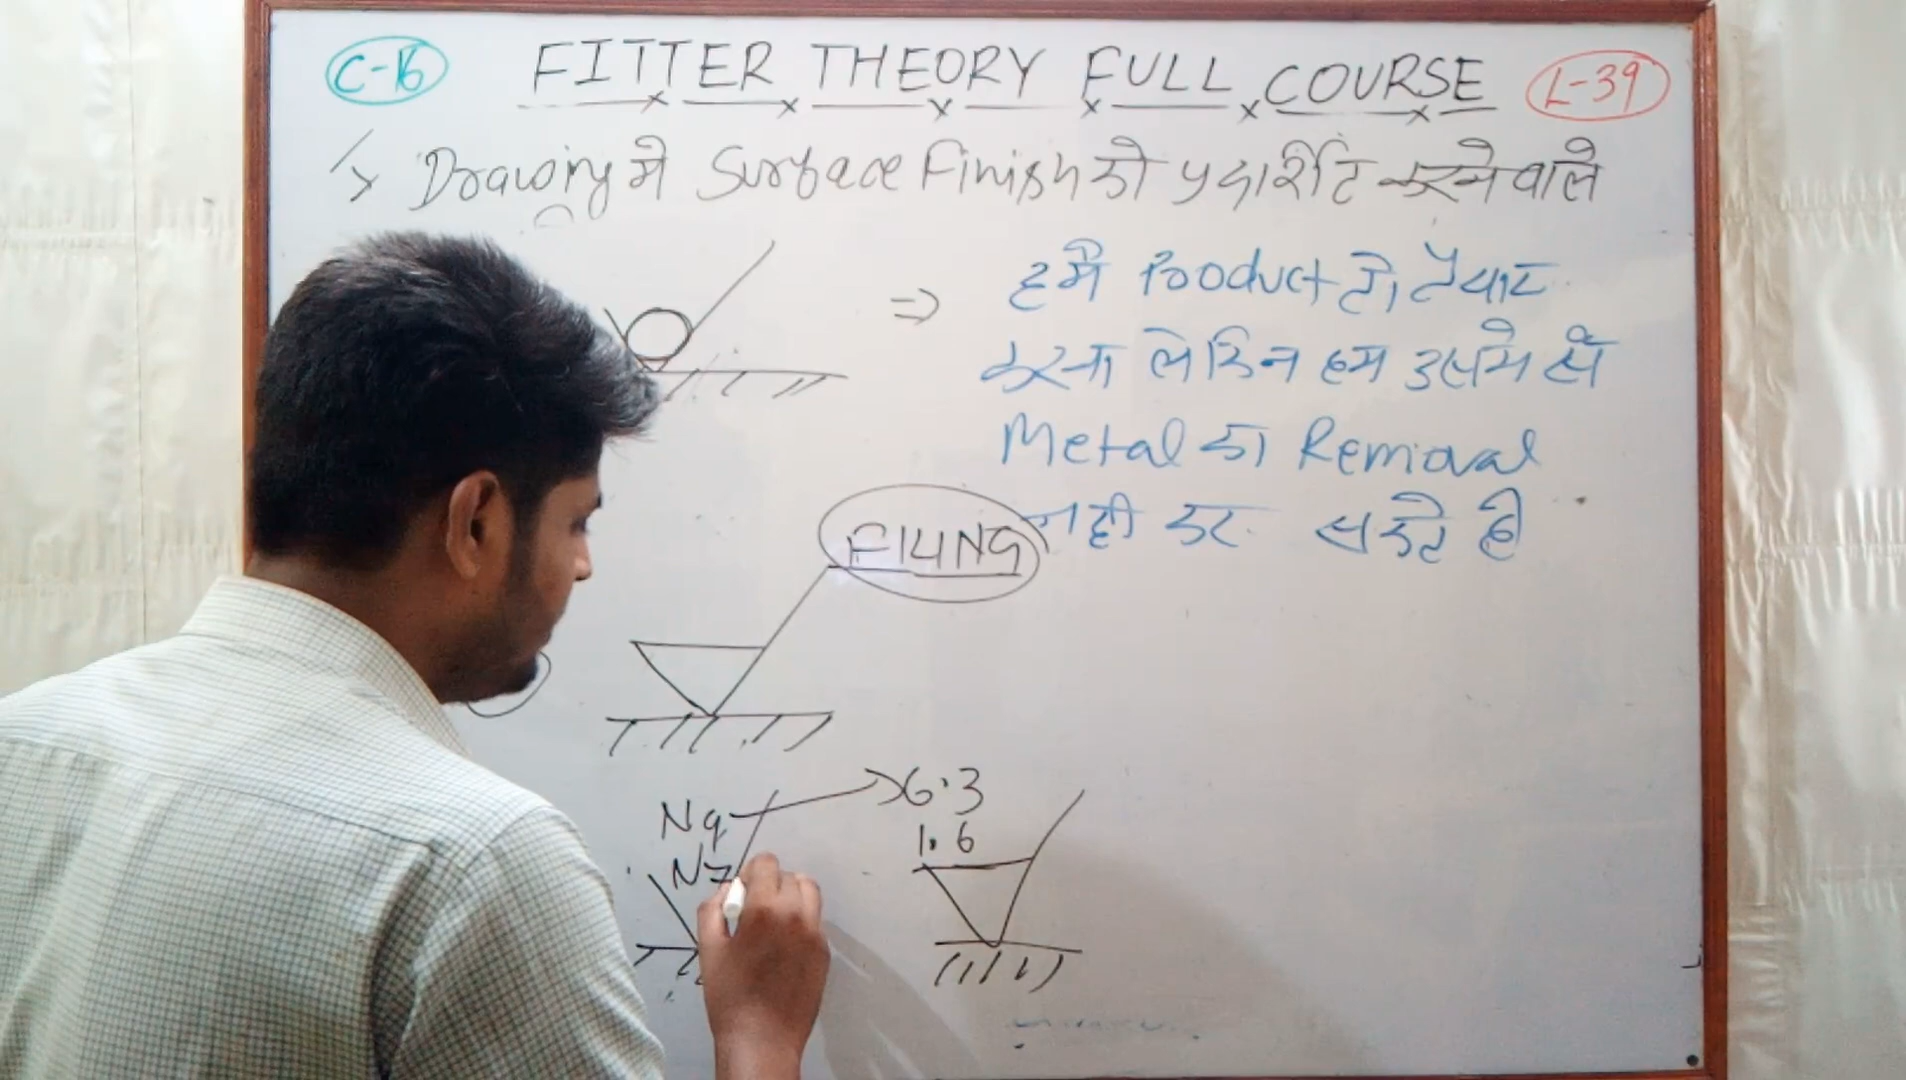 C-16 FITTER THEORY FULL COURSE L-39
Drawing मे Surface Finish को प्रदर्शित करने वाले
⇒ हमे Product तो तैयार
करना लेकिन हम उसमे से
Metal का Removal
नही कर सकते है
FILING
N9 → 6.3
1.6
N7